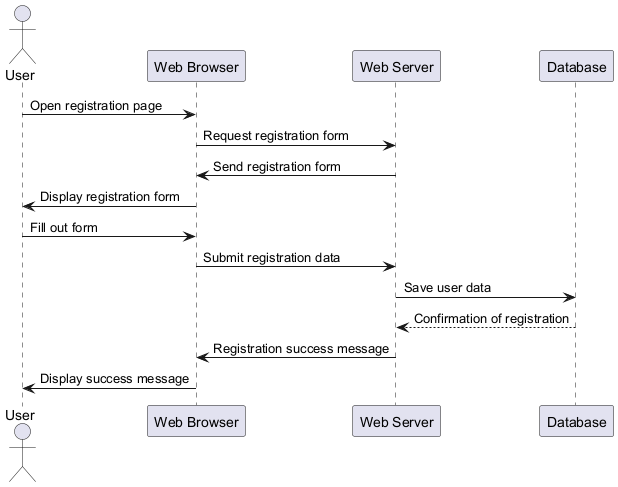 User
Web Browser
Web Server
Database
Open registration page
Request registration form
Send registration form
Display registration form
Fill out form
Submit registration data
Save user data
Confirmation of registration
Registration success message
Display success message
User
Web Browser
Web Server
Database